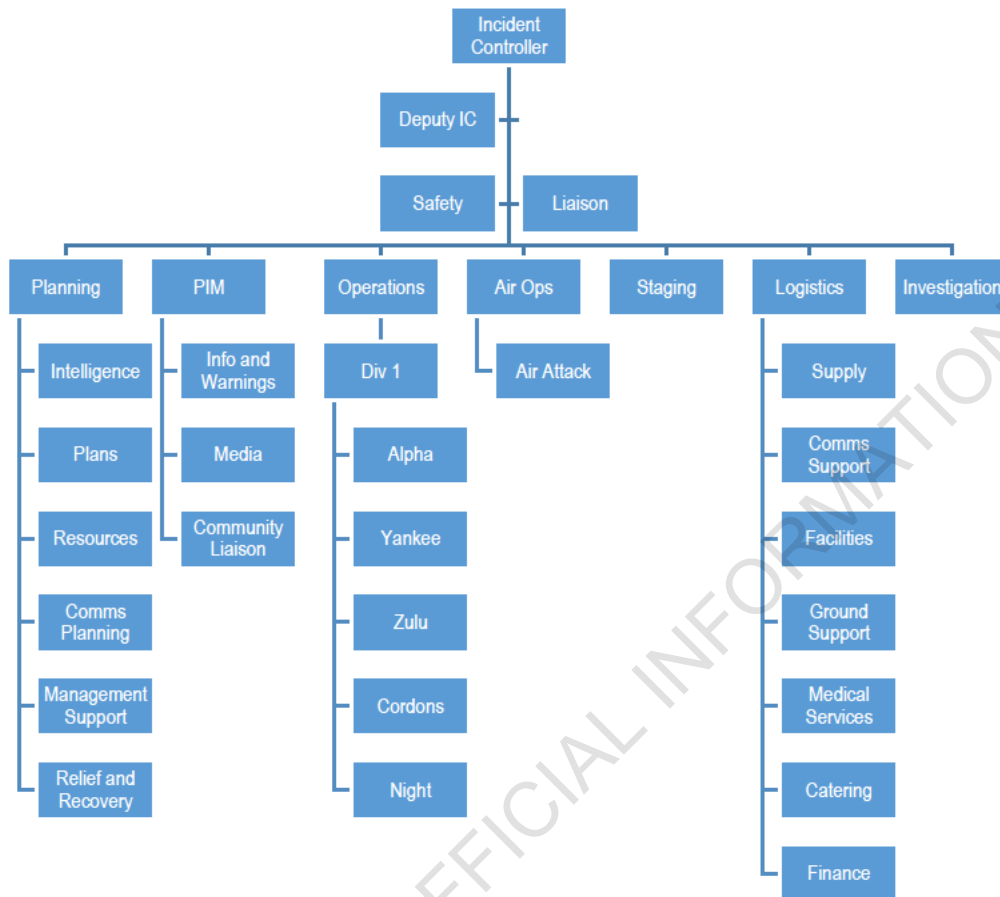 Incident
Controller
Deputy IC
Safety
Liaison
Planning
PIM
Operations
Air Ops
Staging
Logistics
Investigation
Intelligence
Info and
Warnings
Div 1
Air Attack
Supply
Plans
Media
Alpha
Comms
Support
Resources
Community
Liaison
Yankee
Facilities
Comms
Planning
Zulu
Ground
Support
Management
Support
Cordons
Medical
Services
Relief and
Recovery
Night
Catering
Finance
FFICIAL INFORMATION